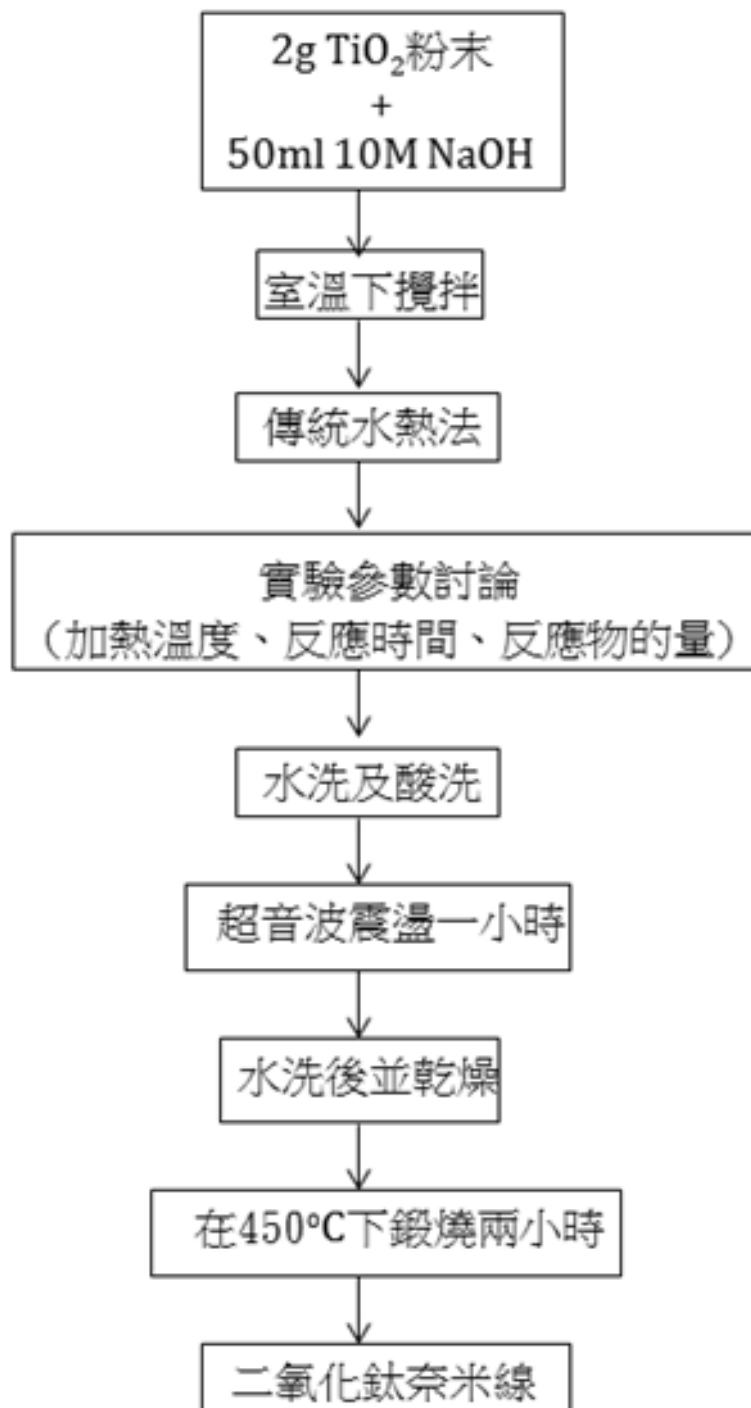 2g TiO₂粉末
+
50ml 10M NaOH
室溫下攪拌
傳統水熱法
實驗參數討論
（加熱溫度、反應時間、反應物的量）
水洗及酸洗
超音波震盪一小時
水洗後並乾燥
在450°C下鍛燒兩小時
二氧化鈦奈米線